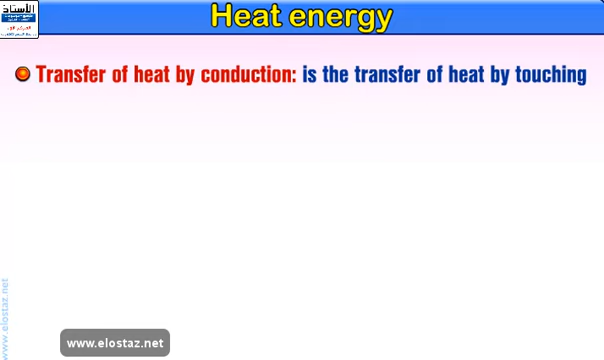 الأستاذ
Heat energy
Transfer of heat by conduction: is the transfer of heat by touching
www.elostaz.net
www.elostaz.net